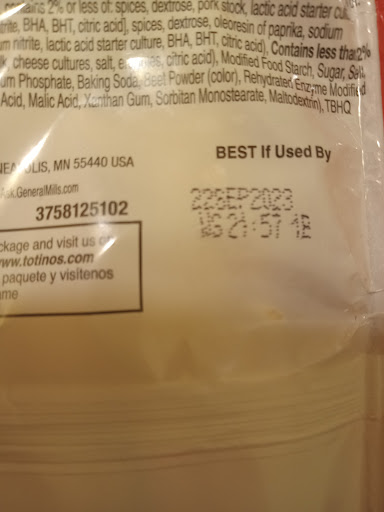 contains 2% or less of: spices, dextrose, pork stock, lactic acid starter
BHA, BHT, citric acid], spices, dextrose, oleoresin of paprika, sodium
nitrite, lactic acid starter culture, BHA, BHT, citric acid). Contains less than 2%
cheese cultures, salt, citric acid), Modified Food Starch, Sugar,
Phosphate, Baking Soda, Beet Powder (color), Rehydrated Enzyme Modified
Acid, Malic Acid, Xanthan Gum, Sorbitan Monostearate, Maltodextrin), TBHQ
MN 55440 USA
BEST If Used By
.GeneralMills.com
22SEP2023
3758125102
21:57
and visit us
www.totinos.com
paquete y visítenos